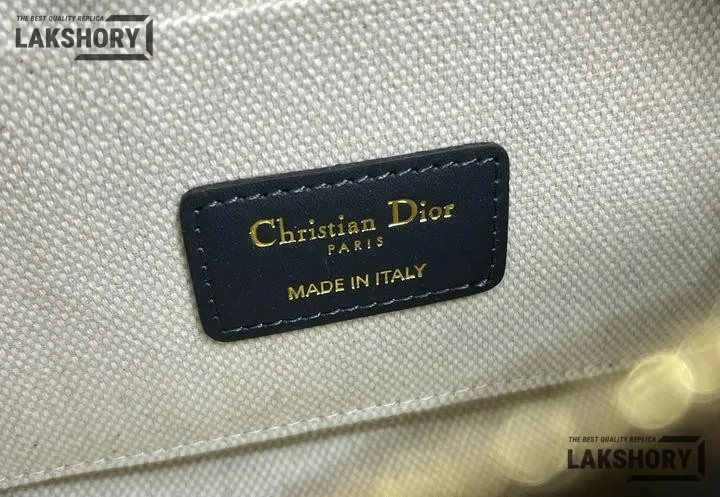 THE BEST QUALITY REPLICA
LAKSHORY
Christian Dior
PARIS
MADE IN ITALY
THE BEST QUALITY REPLICA
LAKSHORY